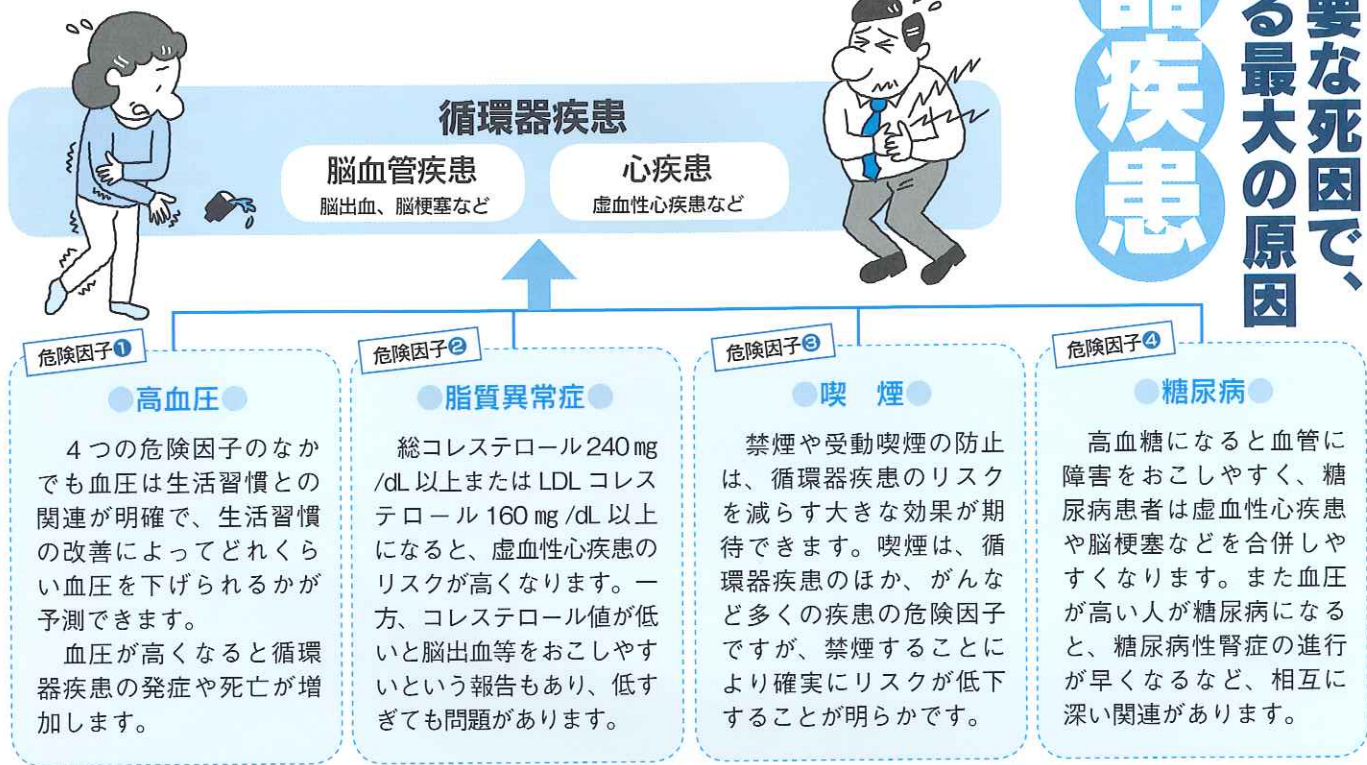 要な死因で、
る最大の原因
器疾患
循環器疾患
脳血管疾患
脳出血、脳梗塞など
心疾患
虚血性心疾患など
危険因子❶
●高血圧●
4つの危険因子のなか
でも血圧は生活習慣との
関連が明確で、生活習慣
の改善によってどれくら
い血圧を下げられるかが
予測できます。
血圧が高くなると循環
器疾患の発症や死亡が増
加します。
危険因子❷
●脂質異常症●
総コレステロール240㎎
/dL以上またはLDLコレス
テロール160㎎/dL以上
になると、虚血性心疾患の
リスクが高くなります。一
方、コレステロール値が低
いと脳出血等をおこしやす
いという報告もあり、低す
ぎても問題があります。
危険因子❸
●喫　煙●
禁煙や受動喫煙の防止
は、循環器疾患のリスク
を減らす大きな効果が期
待できます。喫煙は、循
環器疾患のほか、がんな
ど多くの疾患の危険因子
ですが、禁煙することに
より確実にリスクが低下
することが明らかです。
危険因子❹
●糖尿病●
高血糖になると血管に
障害をおこしやすく、糖
尿病患者は虚血性心疾患
や脳梗塞などを合併しや
すくなります。また血圧
が高い人が糖尿病になる
と、糖尿病性腎症の進行
が早くなるなど、相互に
深い関連があります。